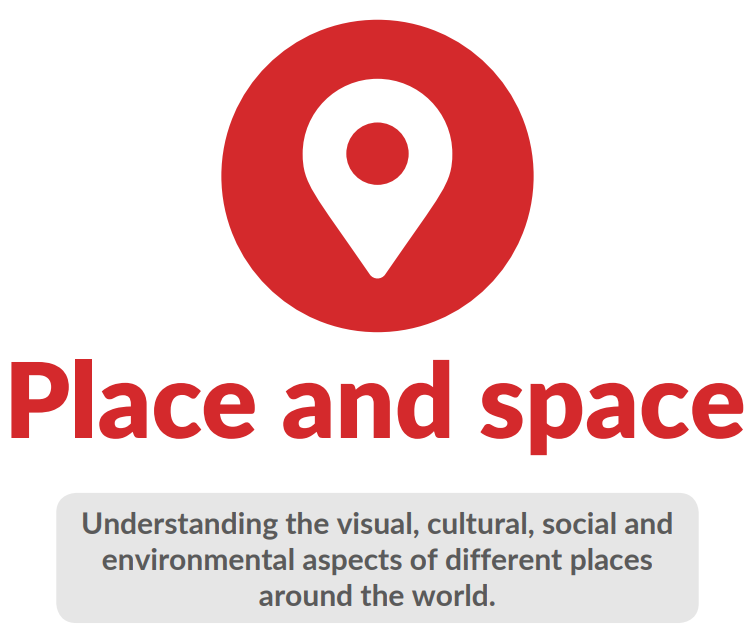 Place and space
Understanding the visual, cultural, social and
environmental aspects of different places
around the world.